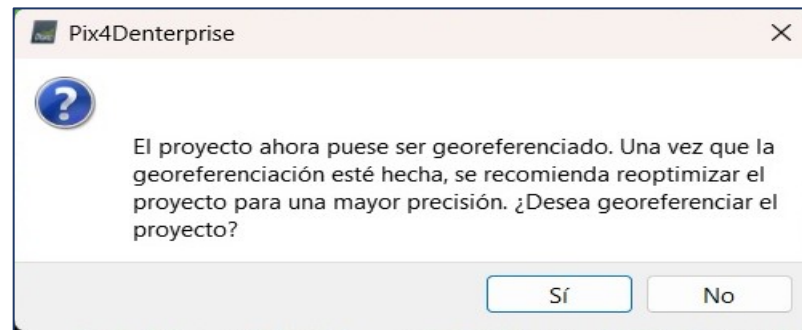 Pix4Denterprise
El proyecto ahora puese ser georeferenciado. Una vez que la
georeferenciación esté hecha, se recomienda reoptimizar el
proyecto para una mayor precisión. ¿Desea georeferenciar el
proyecto?
Sí
No